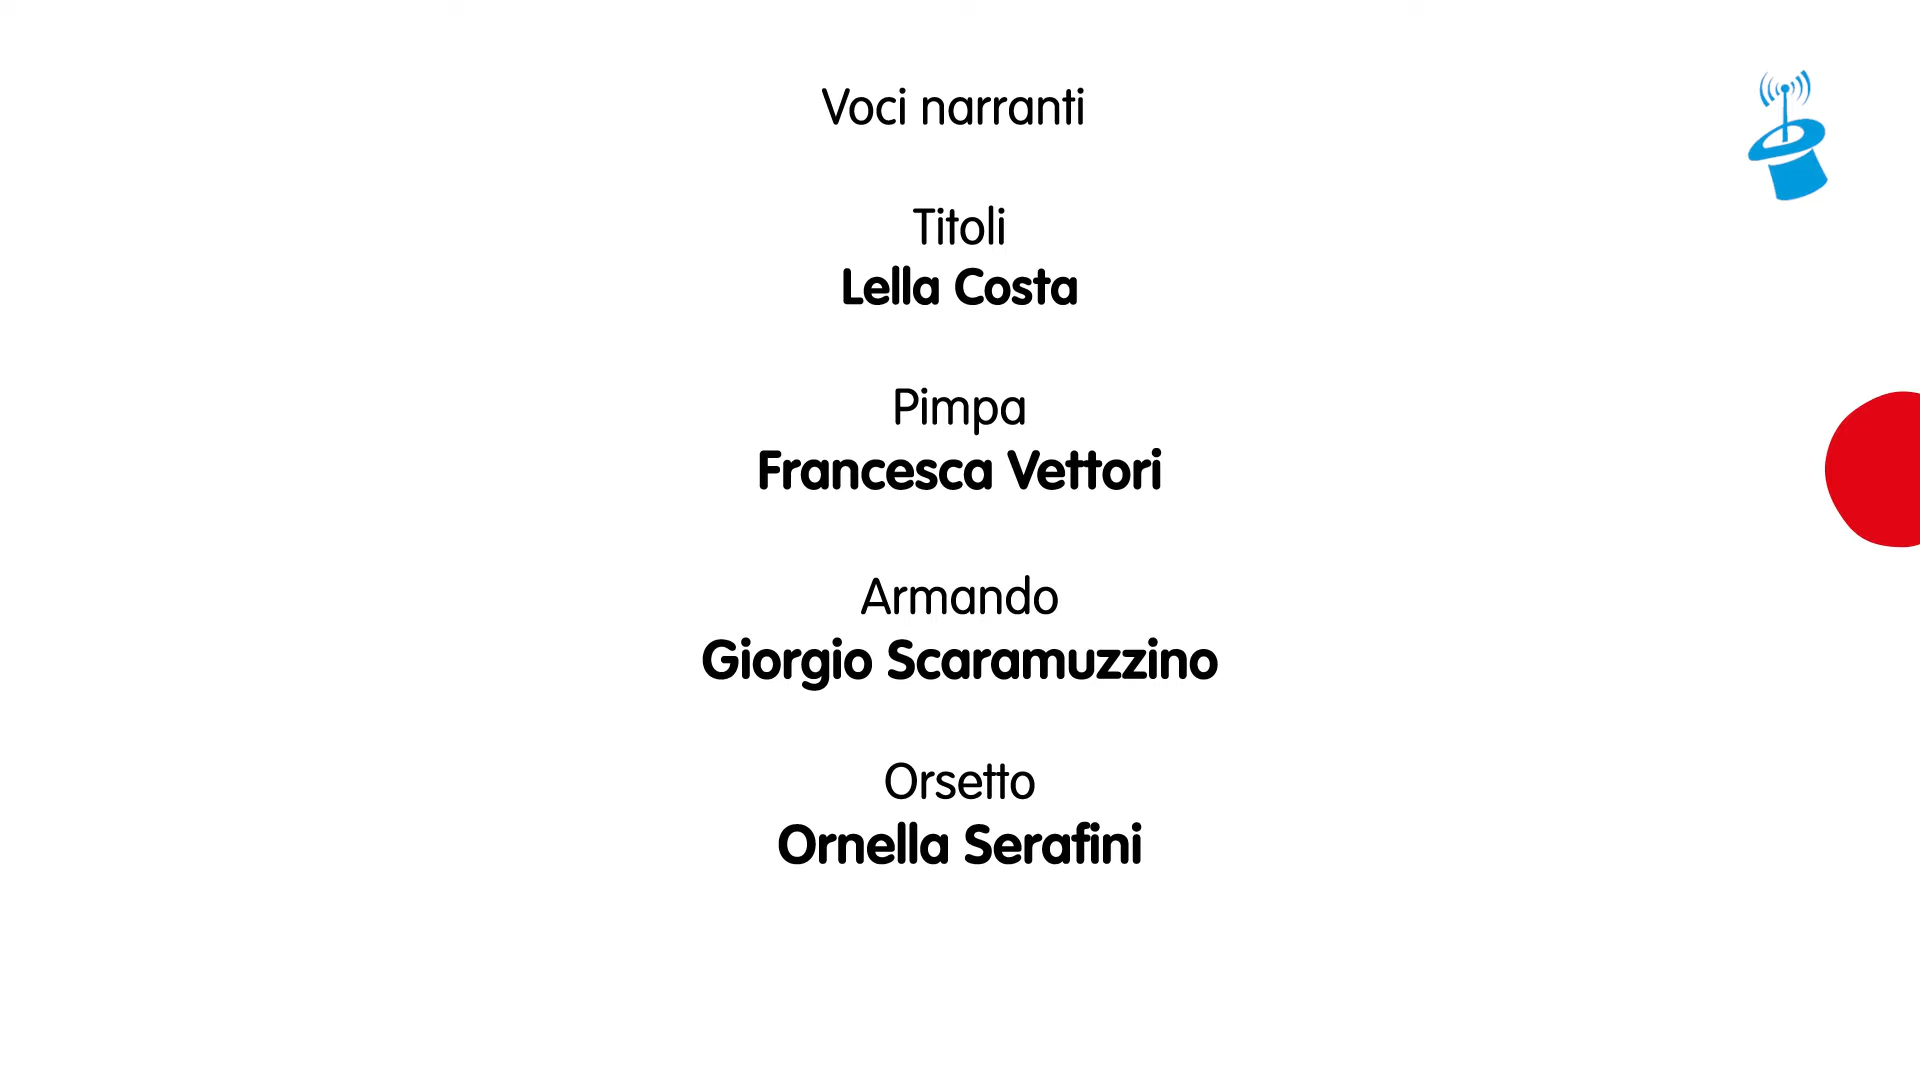 Voci narranti
Titoli
Lella Costa
Pimpa
Francesca Vettori
Armando
Giorgio Scaramuzzino
Orsetto
Ornella Serafini